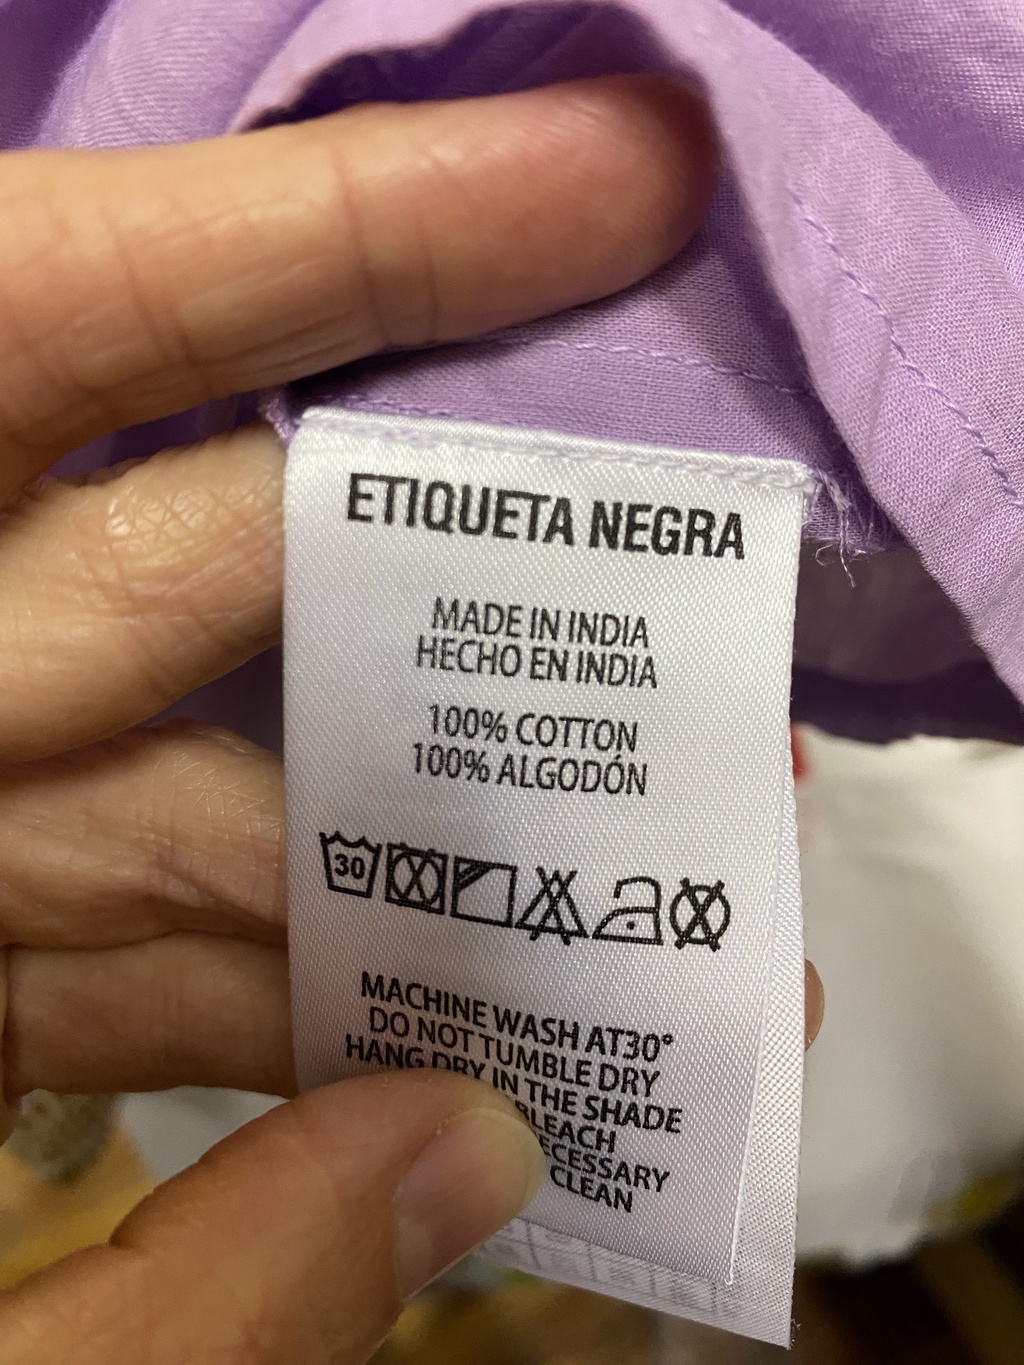 ETIQUETA NEGRA
MADE IN INDIA
HECHO EN INDIA
100% COTTON
100% ALGODÓN
30
MACHINE WASH AT30°
DO NOT TUMBLE DRY
HANG DRY IN THE SHADE
BLEACH
ECESSARY
CLEAN